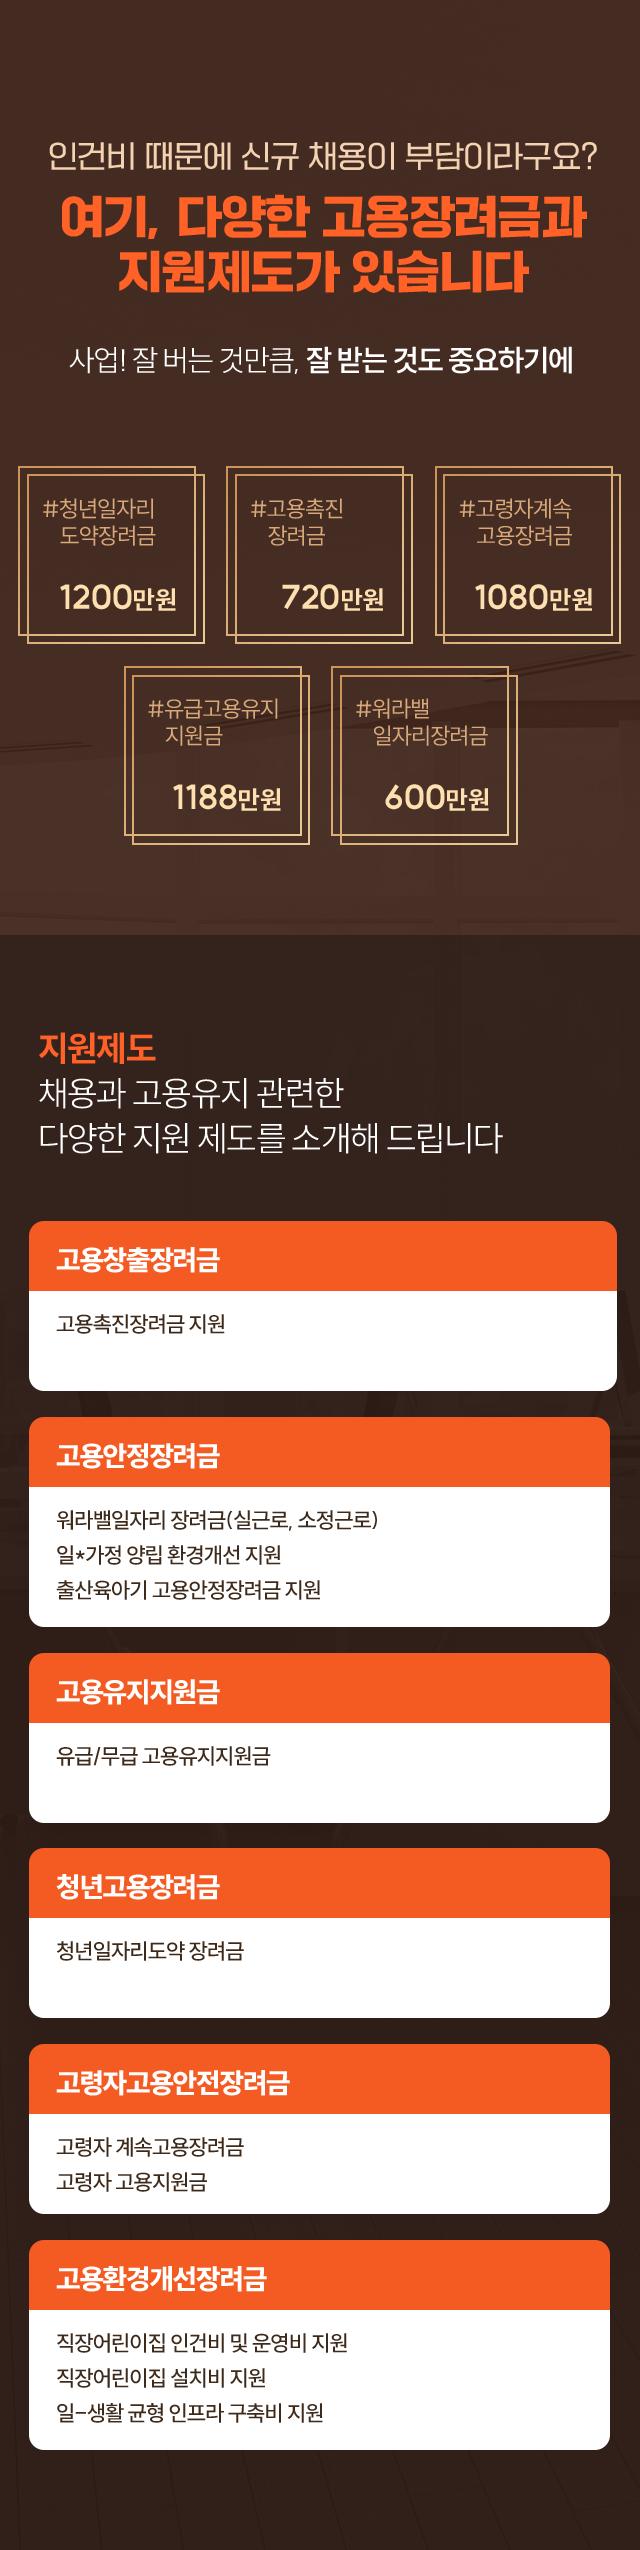 인건비 때문에 신규 채용이 부담이라구요?
여기, 다양한 고용장려금과
지원제도가 있습니다
사업! 잘 버는 것만큼, 잘 받는 것도 중요하기에
#청년일자리
도약장려금
1200만원
#고용촉진
장려금
720만원
#고령자계속
고용장려금
1080만원
#유급고용유지
지원금
1188만원
#워라밸
일자리장려금
600만원
지원제도
채용과 고용유지 관련한
다양한 지원 제도를 소개해 드립니다
고용창출장려금
고용촉진장려금 지원
고용안정장려금
워라밸일자리 장려금(실근로, 소정근로)
일*가정 양립 환경개선 지원
출산육아기 고용안정장려금 지원
고용유지지원금
유급/무급 고용유지지원금
청년고용장려금
청년일자리도약 장려금
고령자고용안전장려금
고령자 계속고용장려금
고령자 고용지원금
고용환경개선장려금
직장어린이집 인건비 및 운영비 지원
직장어린이집 설치비 지원
일-생활 균형 인프라 구축비 지원